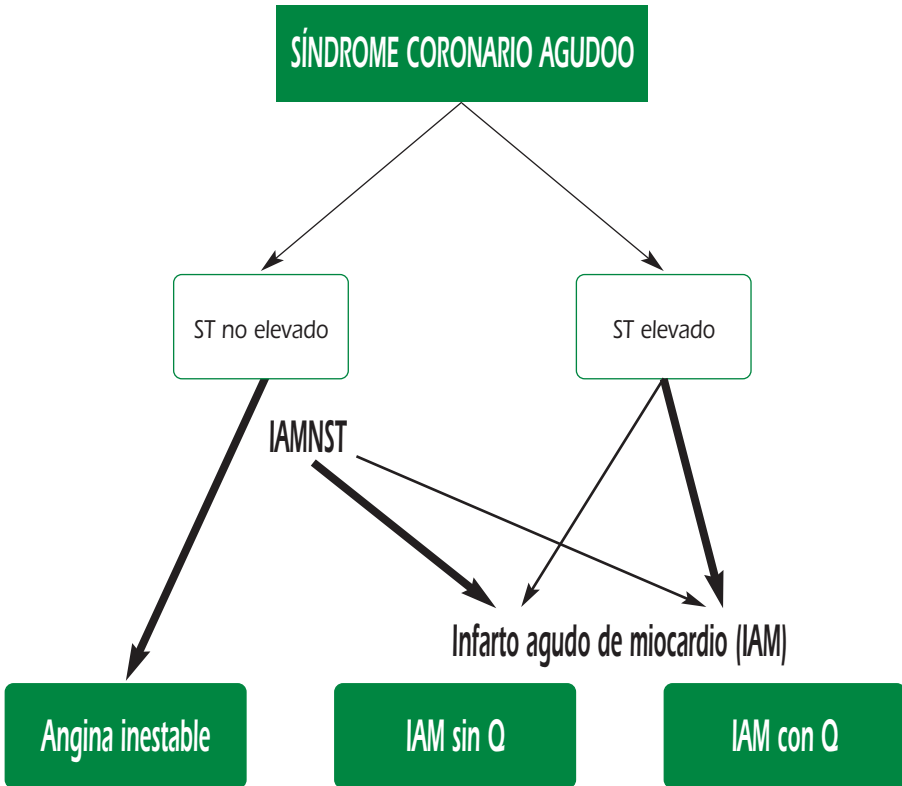 SÍNDROME CORONARIO AGUDOO
ST no elevado
ST elevado
IAMNST
Infarto agudo de miocardio (IAM)
Angina inestable
IAM sin Q
IAM con Q